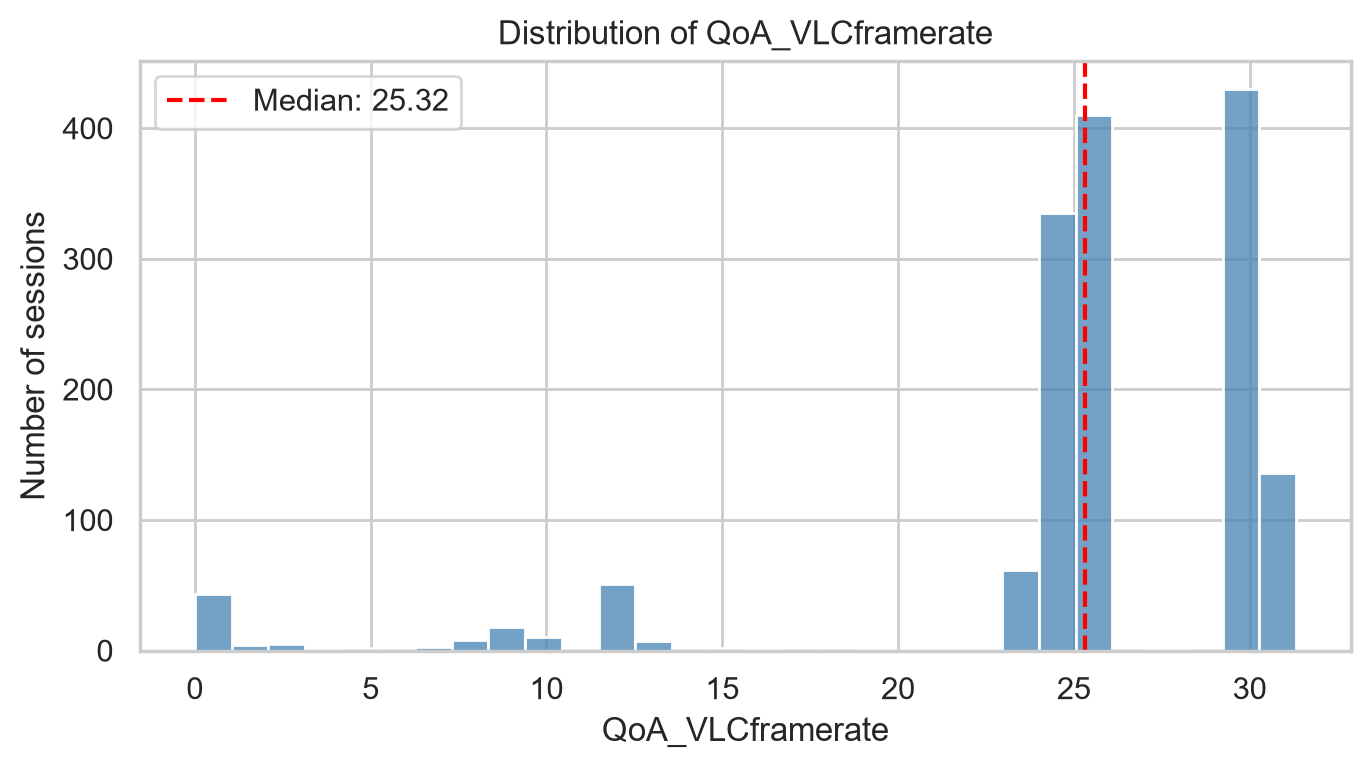 Distribution of QoA_VLCframerate
Median: 25.32
Number of sessions
400
300
200
100
0
0 5 10 15 20 25 30
QoA_VLCframerate